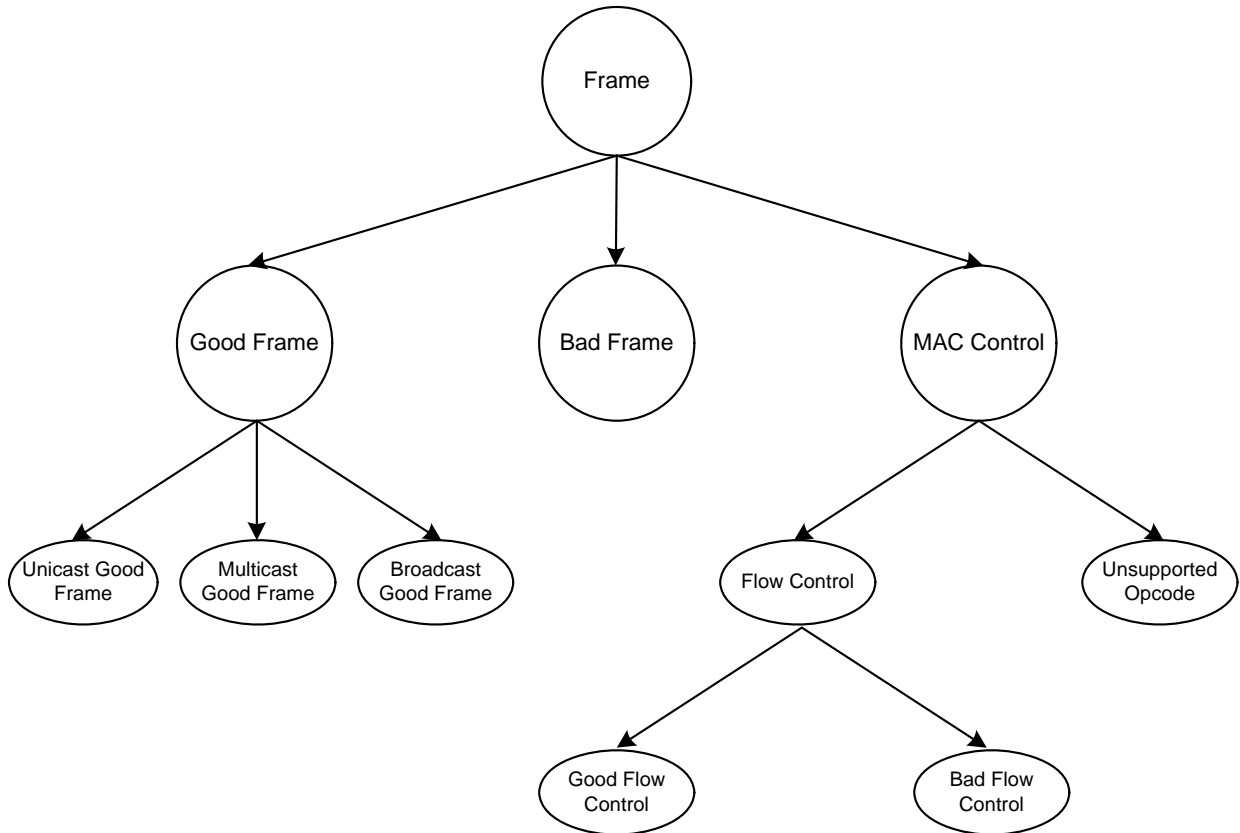 Frame
Good Frame
Bad Frame
MAC Control
Unicast Good
Frame
Multicast
Good Frame
Broadcast
Good Frame
Flow Control
Unsupported
Opcode
Good Flow
Control
Bad Flow
Control